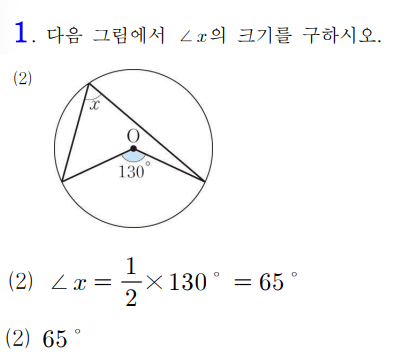 1. 다음 그림에서 ∠x의 크기를 구하시오.
(2)
x
O
130°
(2) ∠x = 1/2 × 130° = 65°
(2) 65°